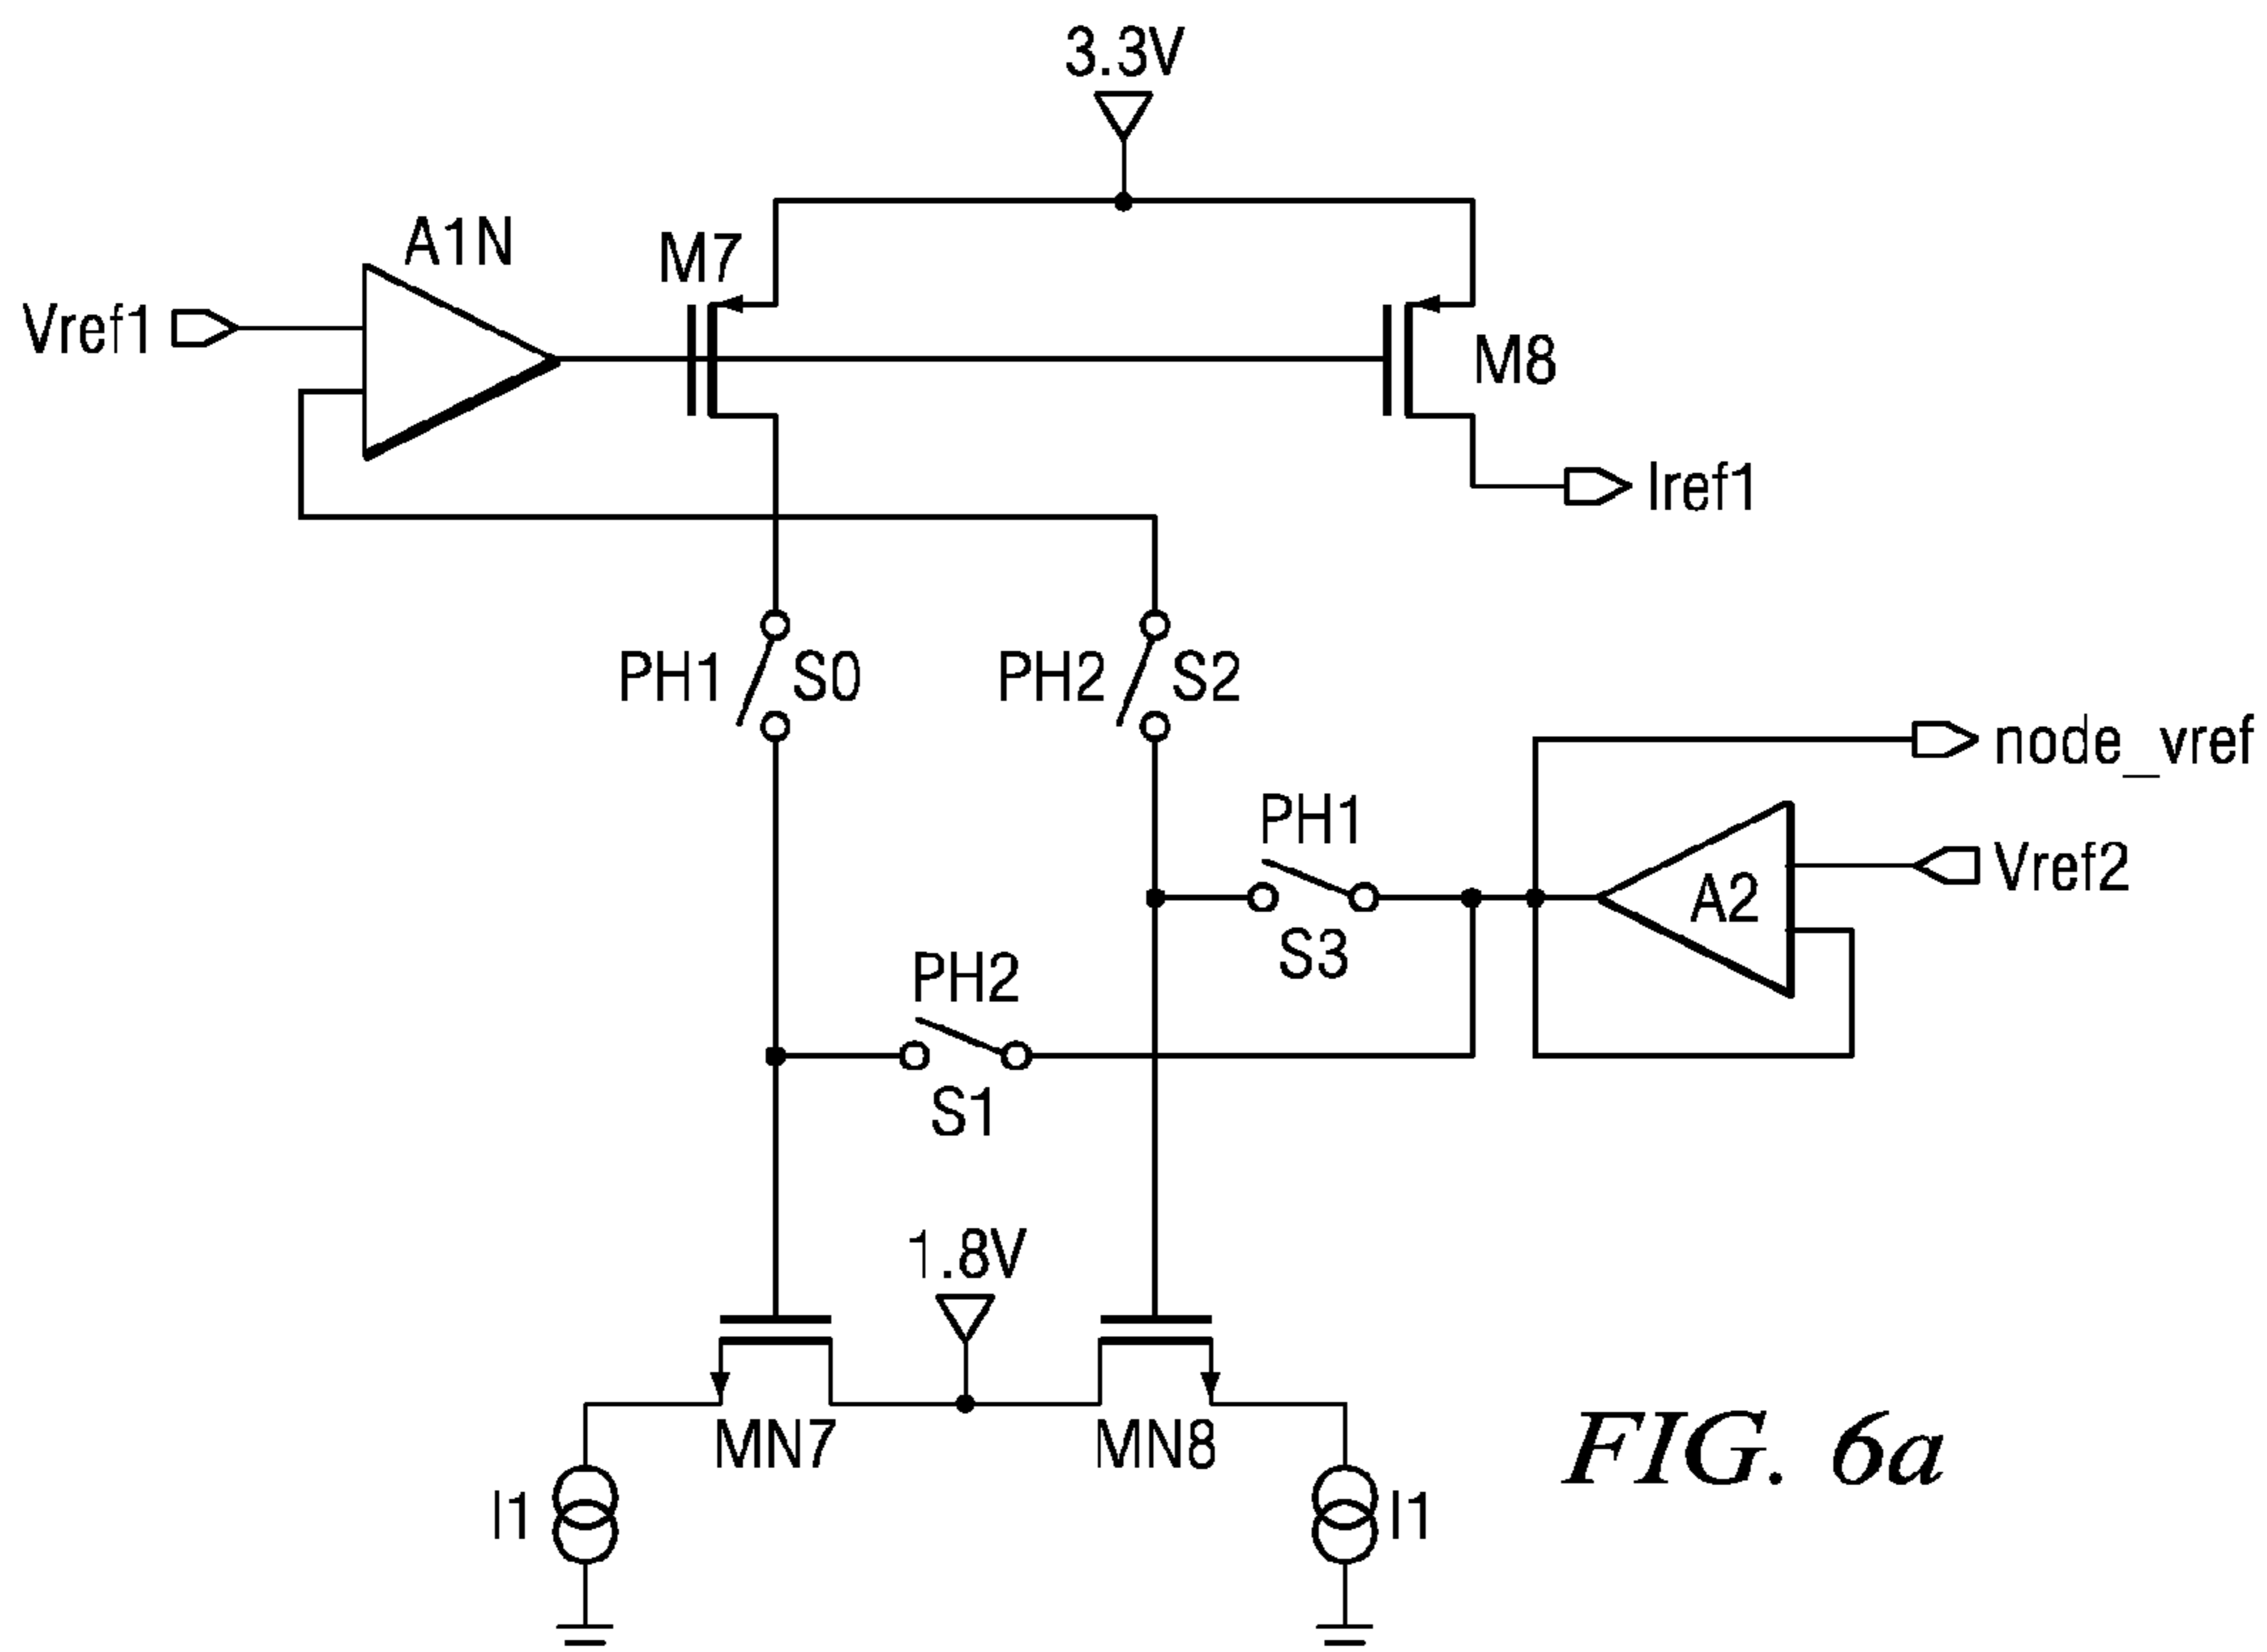 3.3V
A1N
M7
Vref1
M8
Iref1
PH1 S0
PH2 S2
node_vref
PH1
Vref2
A2
S3
PH2
S1
1.8V
MN7
MN8
I1
I1
FIG. 6a